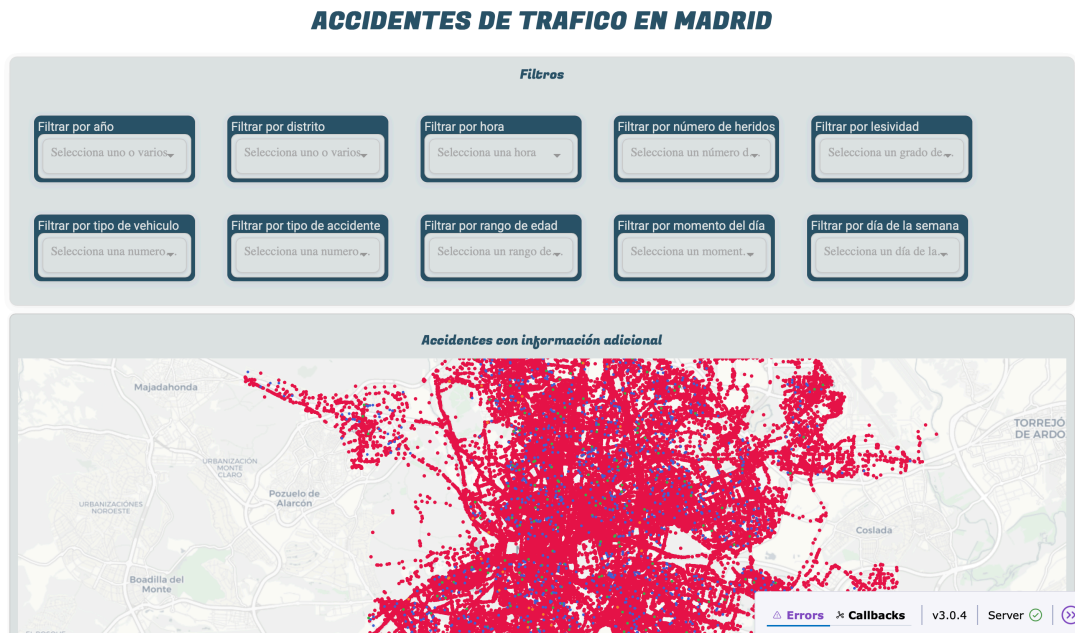 ACCIDENTES DE TRAFICO EN MADRID
Filtros
Filtrar por año
Selecciona uno o varios...
Filtrar por distrito
Selecciona uno o varios...
Filtrar por hora
Selecciona una hora
Filtrar por número de heridos
Selecciona un número d...
Filtrar por lesividad
Selecciona un grado de...
Filtrar por tipo de vehiculo
Selecciona una numero...
Filtrar por tipo de accidente
Selecciona una numero...
Filtrar por rango de edad
Selecciona un rango de...
Filtrar por momento del día
Selecciona un moment...
Filtrar por día de la semana
Selecciona un día de la...
Accidentes con información adicional
Majadahonda
TORREJÓ
DE ARDO
URBANIZACIÓN
MONTE
CLARO
Pozuelo de
Alarcón
URBANIZACIÓNES
NOROESTE
Coslada
Boadilla del
Monte
Errors
Callbacks
v3.0.4
Server